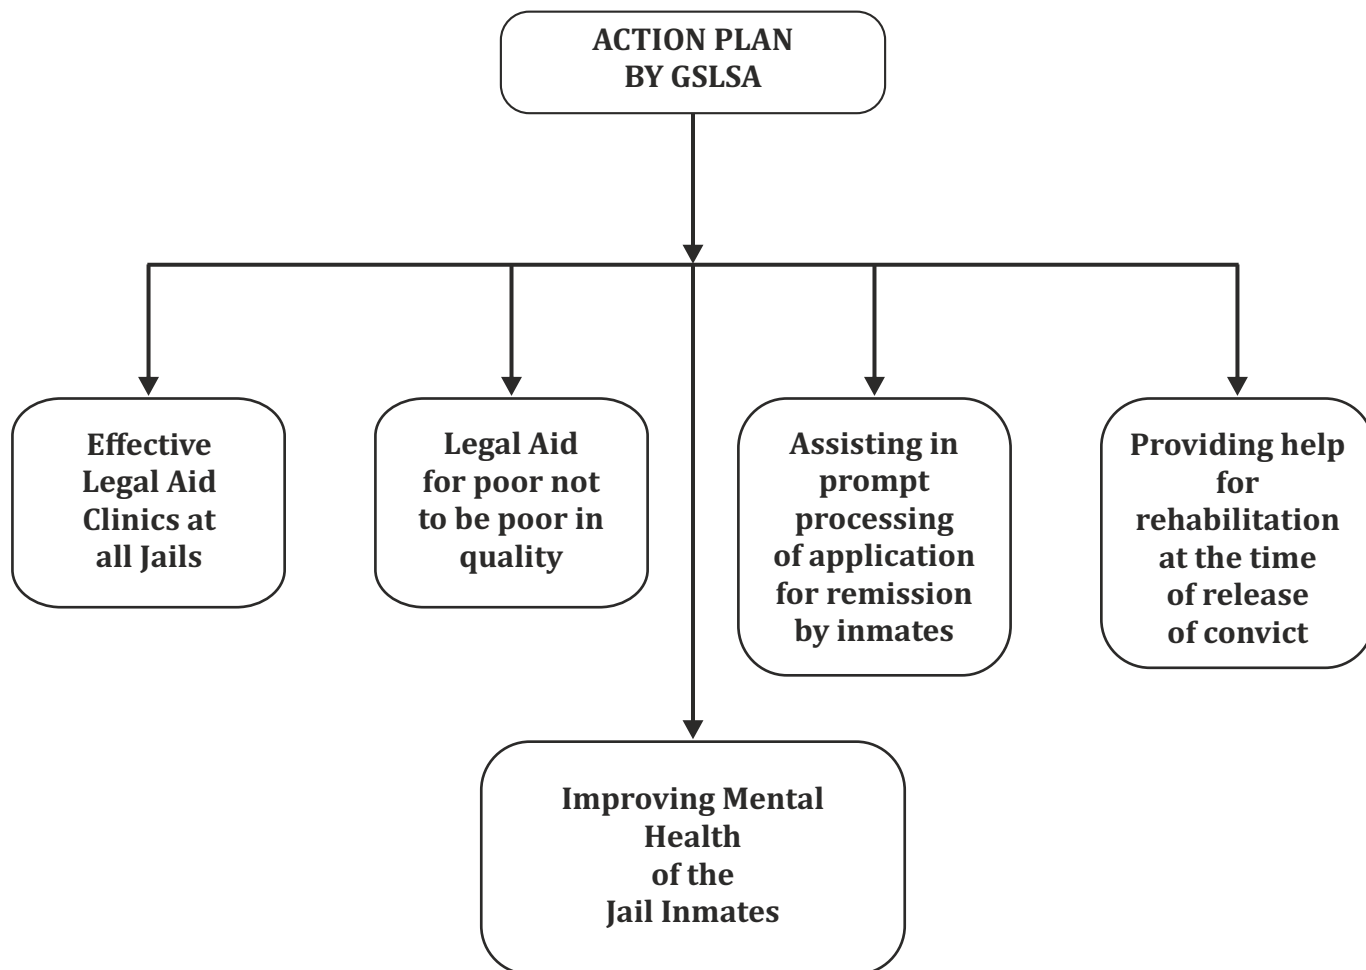 ACTION PLAN
BY GSLSA
Effective
Legal Aid
Clinics at
all Jails
Legal Aid
for poor not
to be poor in
quality
Assisting in
prompt
processing
of application
for remission
by inmates
Providing help
for
rehabilitation
at the time
of release
of convict
Improving Mental
Health
of the
Jail Inmates